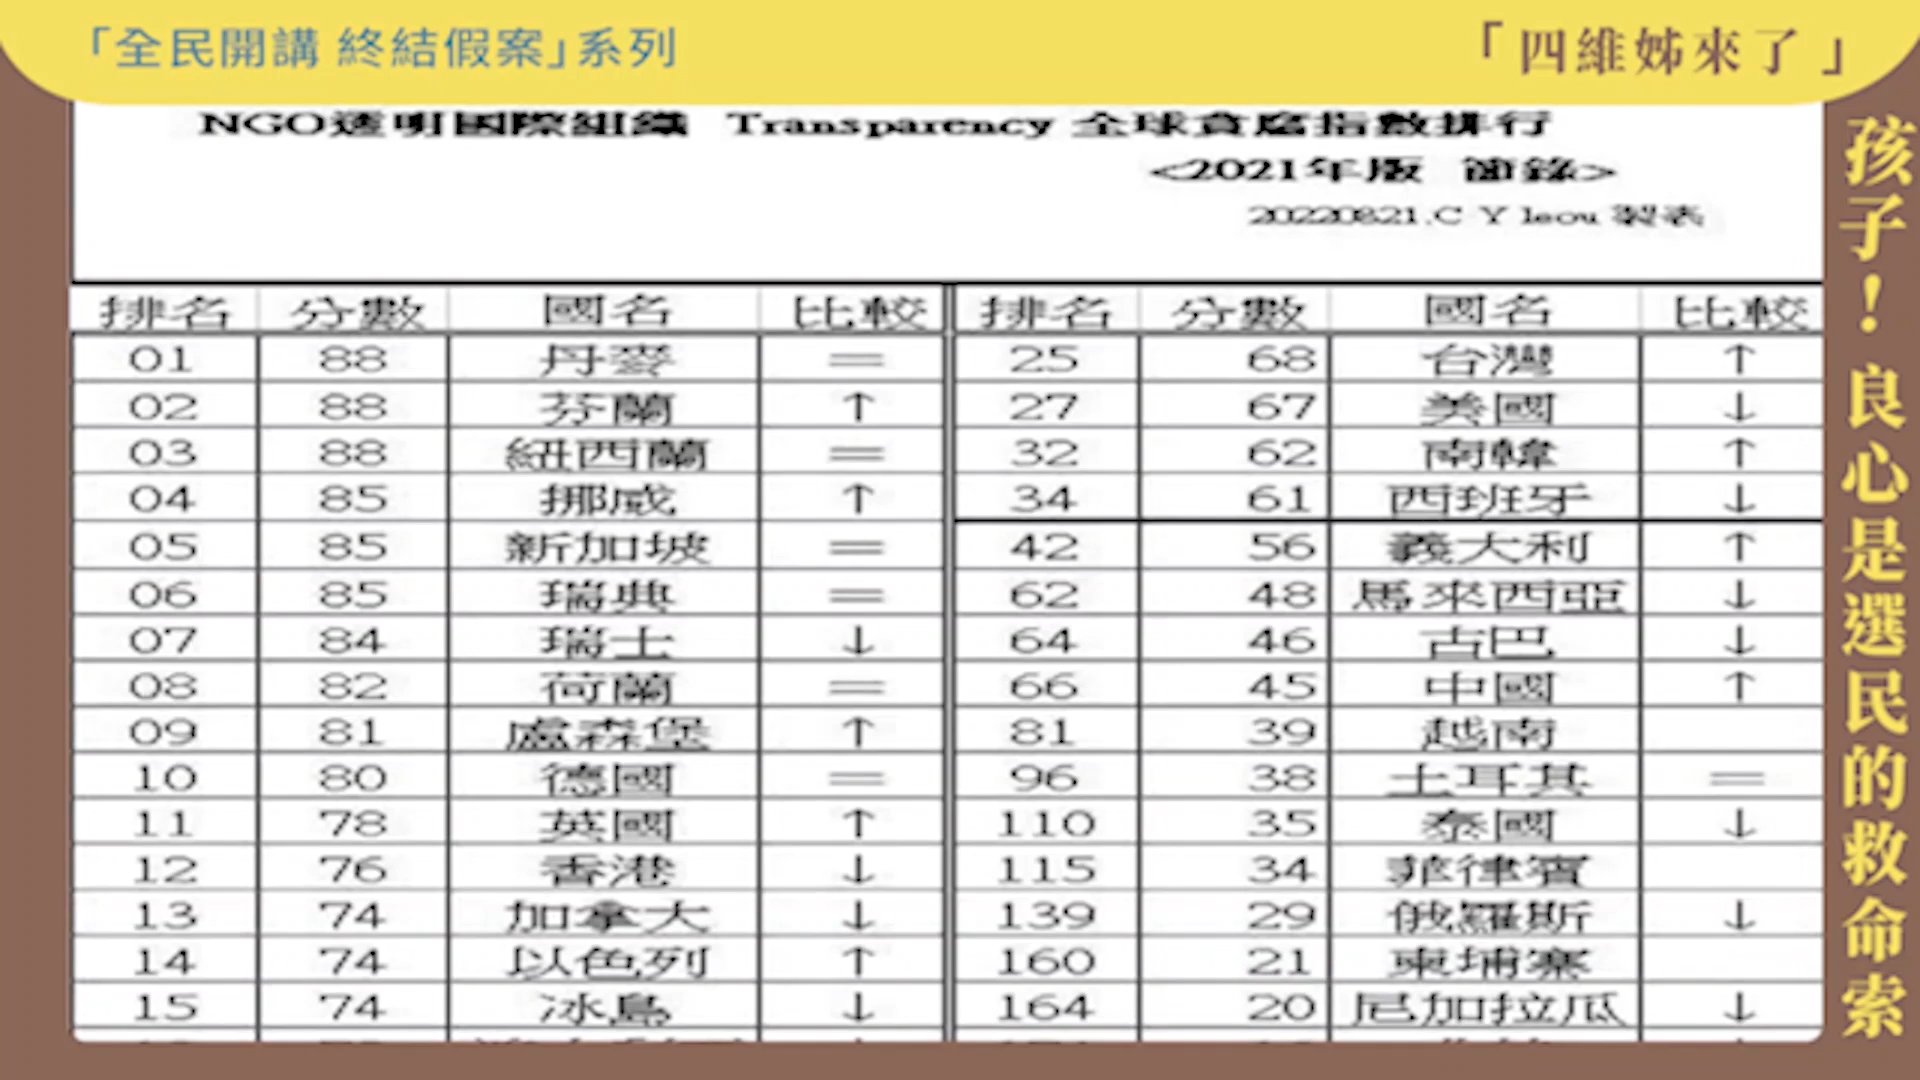 「全民開講 終結假案」系列
「四維姊來了」
NGO透明國際組織 Transparency 全球貪腐指數排行
<2021年版 節錄>
20220821.C Y leou 製表
排名 分數 國名 比較 排名 分數 國名 比較
01 88 丹麥 = 25 68 台灣 ↑
02 88 芬蘭 ↑ 27 67 美國 ↓
03 88 紐西蘭 = 32 62 南韓 ↑
04 85 挪威 ↑ 34 61 西班牙 ↓
05 85 新加坡 = 42 56 義大利 ↑
06 85 瑞典 = 62 48 馬來西亞 ↓
07 84 瑞士 ↓ 64 46 古巴 ↓
08 82 荷蘭 = 66 45 中國 ↑
09 81 盧森堡 ↑ 81 39 越南
10 80 德國 = 96 38 土耳其 =
11 78 英國 ↑ 110 35 泰國 ↓
12 76 香港 ↓ 115 34 菲律賓
13 74 加拿大 ↓ 139 29 俄羅斯 ↓
14 74 以色列 ↑ 160 21 柬埔寨
15 74 冰島 ↓ 164 20 尼加拉瓜 ↓
孩子！良心是選民的救命索